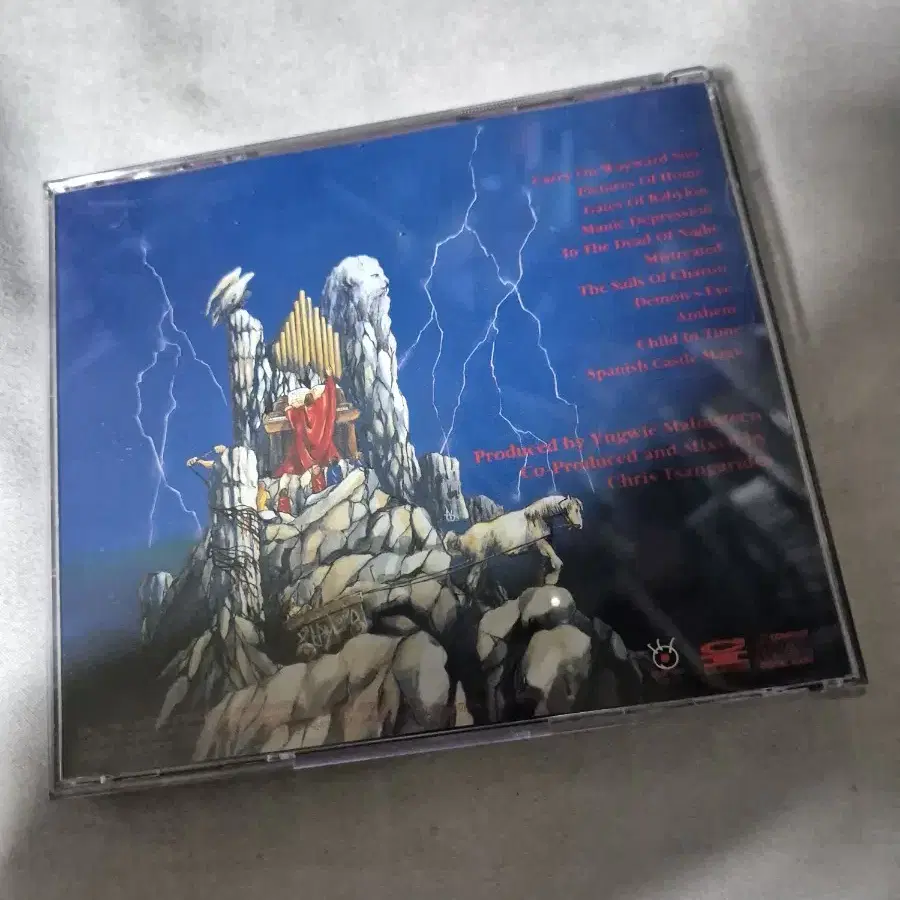 Carry On Wayward Son
Pictures Of Home
Gates Of Babylon
Manic Depression
In The Dead Of Night
Mistreated
The Sails Of Charon
Demon's Eye
Anthem
Child In Time
Spanish Castle Magic
Produced by Yngwie Malmsteen
Co-Produced and Mixed by
Chris Tsangarides